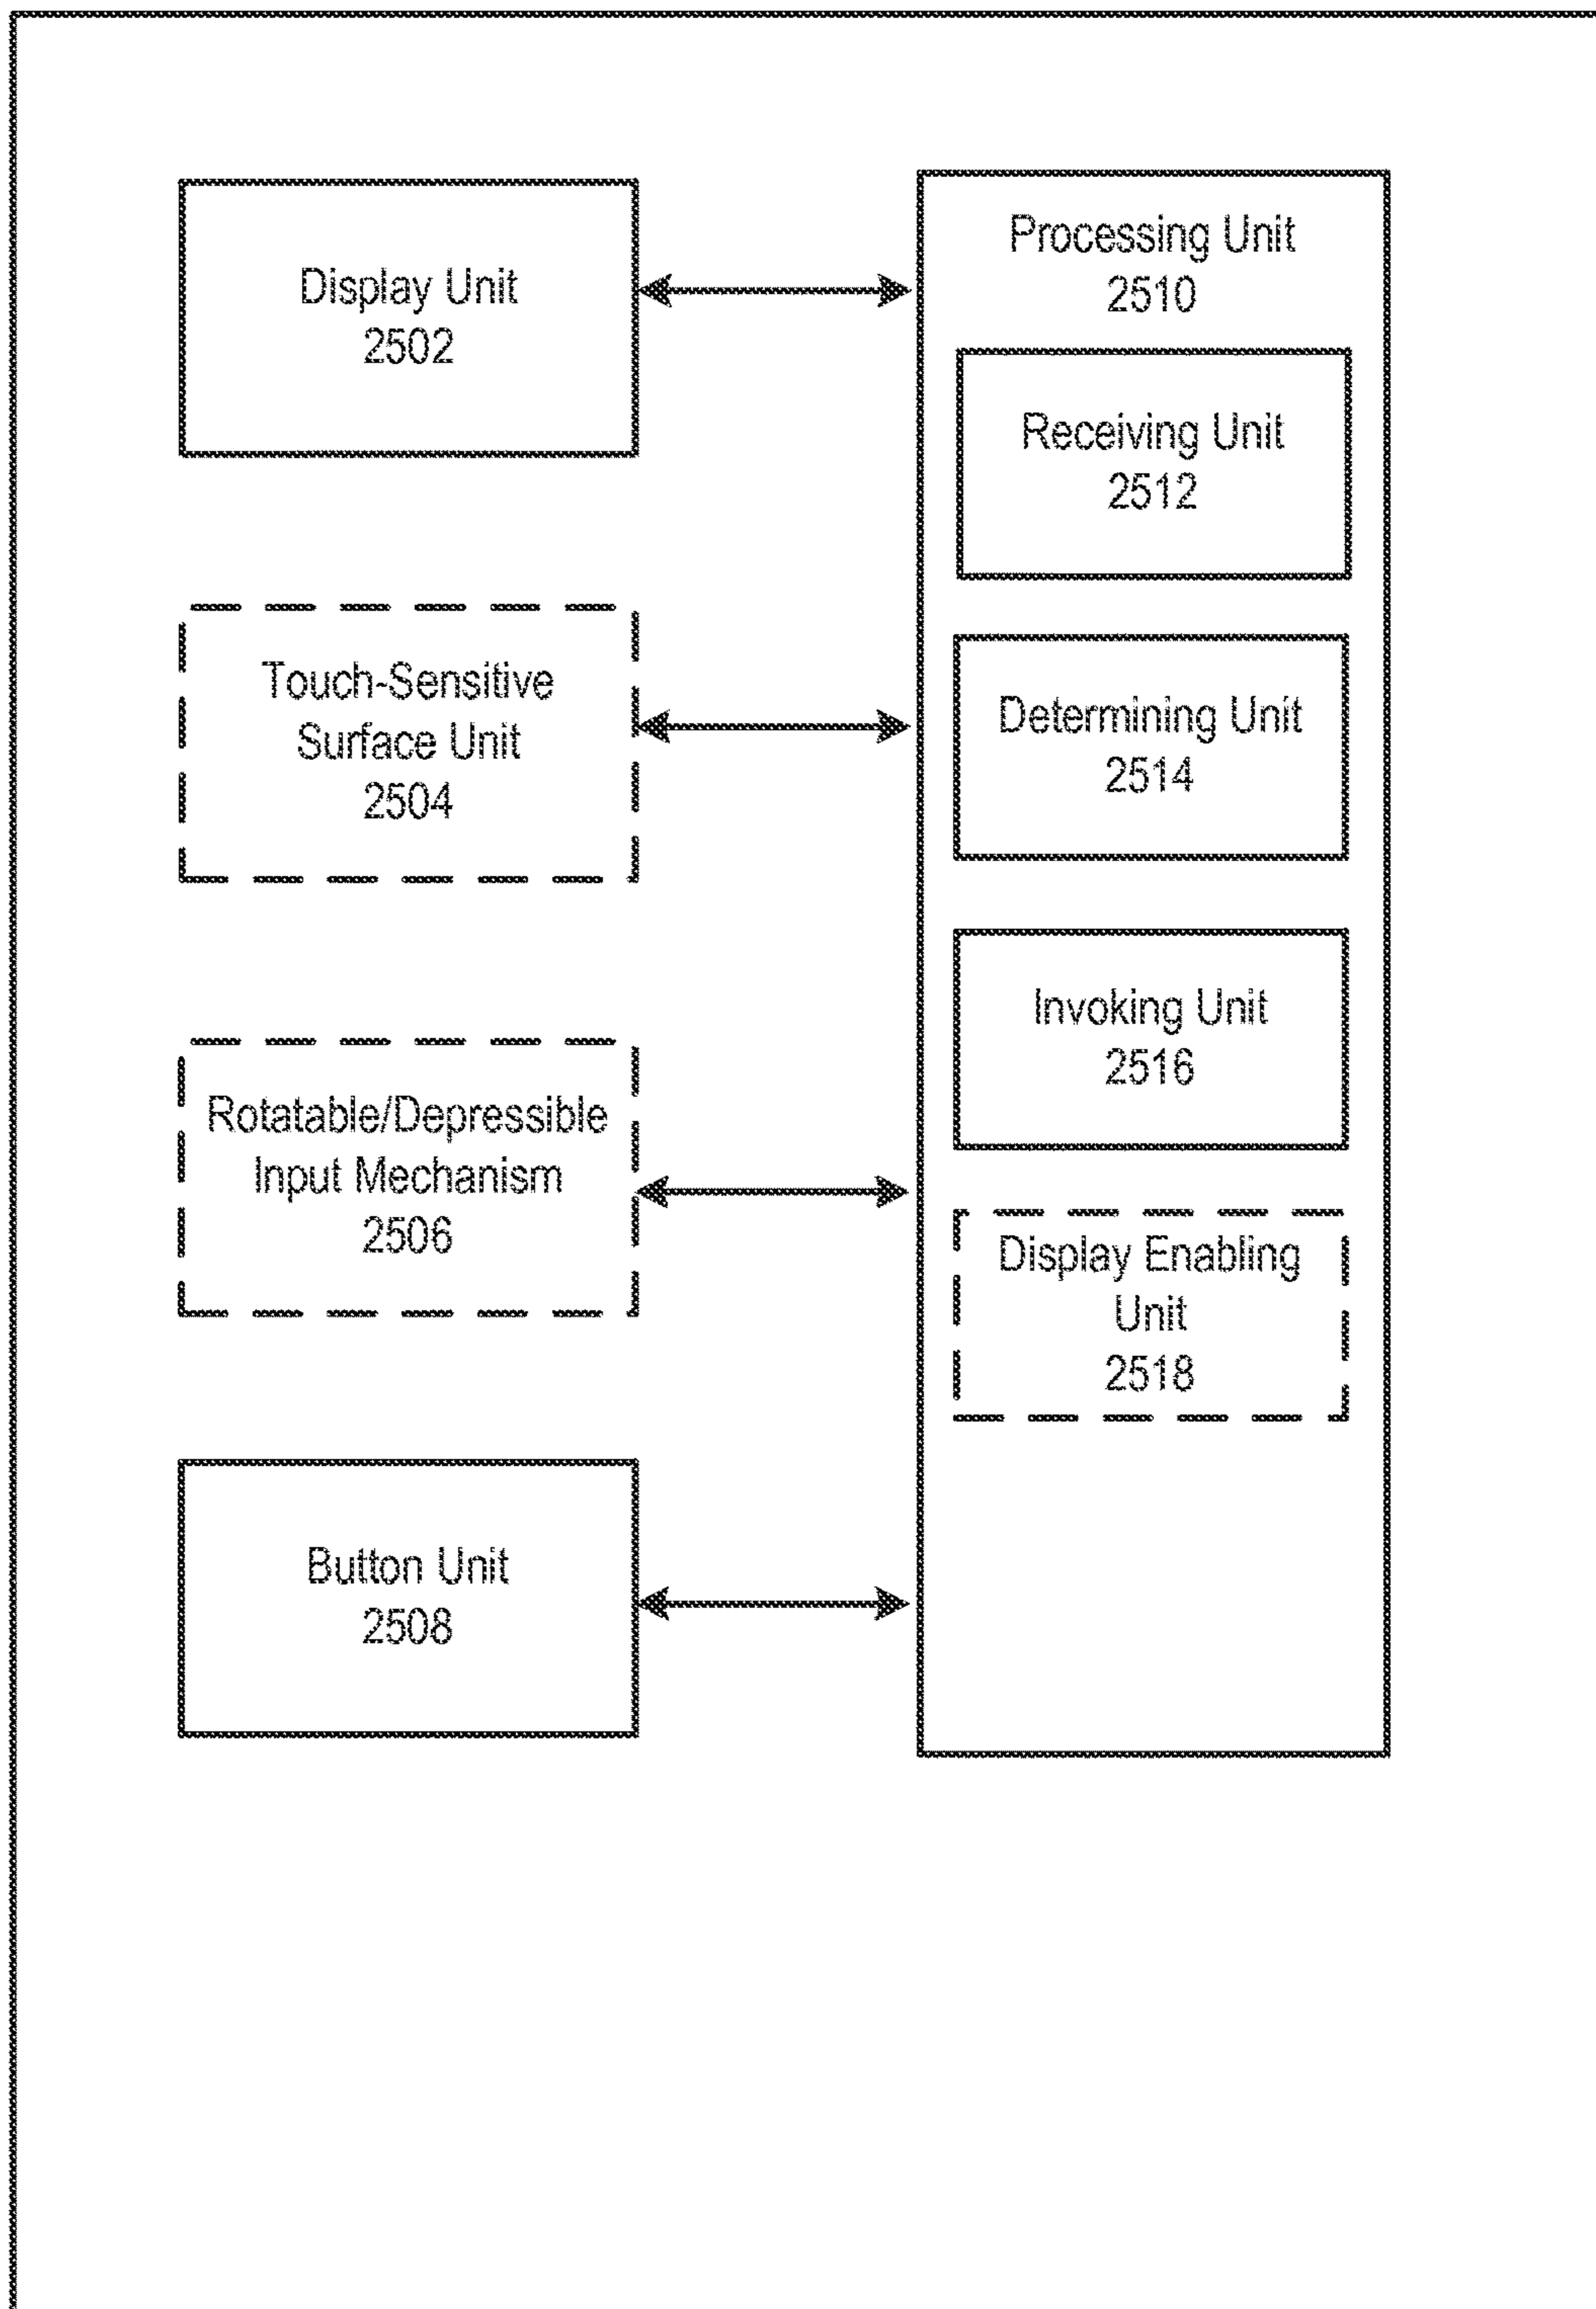 Display Unit
2502
Touch-Sensitive
Surface Unit
2504
Rotatable/Depressible
Input Mechanism
2506
Button Unit
2508
Processing Unit
2510
Receiving Unit
2512
Determining Unit
2514
Invoking Unit
2516
Display Enabling
Unit
2518